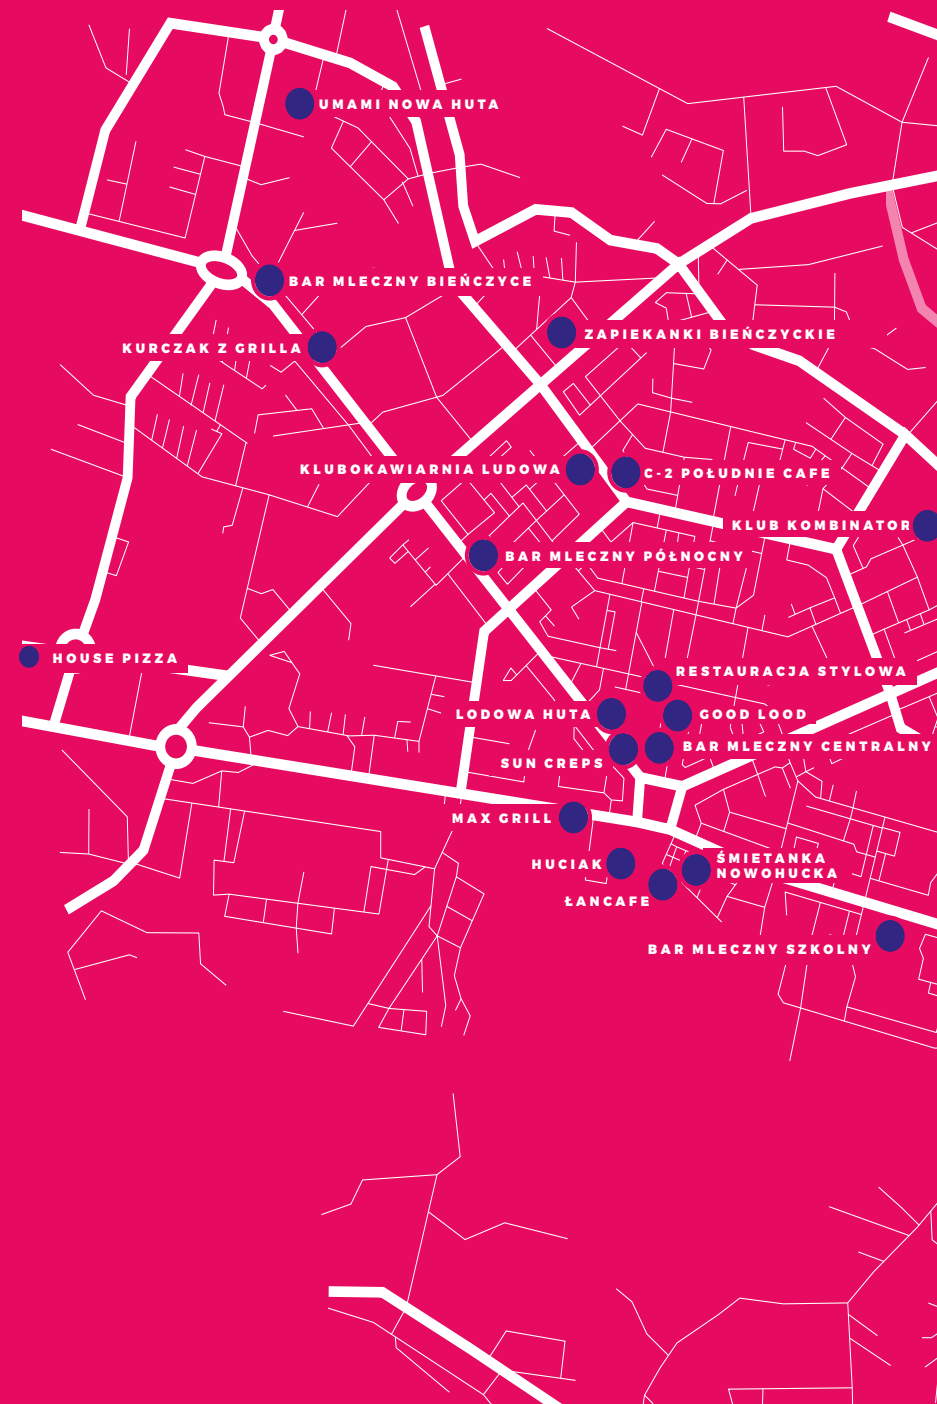 UMAMI NOWA HUTA
BAR MLECZNY BIEŃCZYCE
ZAPIEKANKI BIEŃCZYCKIE
KURCZAK Z GRILLA
KLUBOKAWIARNIA LUDOWA
C-2 POŁUDNIE CAFE
KLUB KOMBINATOR
BAR MLECZNY PÓŁNOCNY
HOUSE PIZZA
RESTAURACJA STYLOWA
LODOWA HUTA
GOOD LOOD
BAR MLECZNY CENTRALNY
SUN CREPS
MAX GRILL
HUCIAK
ŚMIETANKA
NOWOHUCKA
ŁANCAFE
BAR MLECZNY SZKOLNY